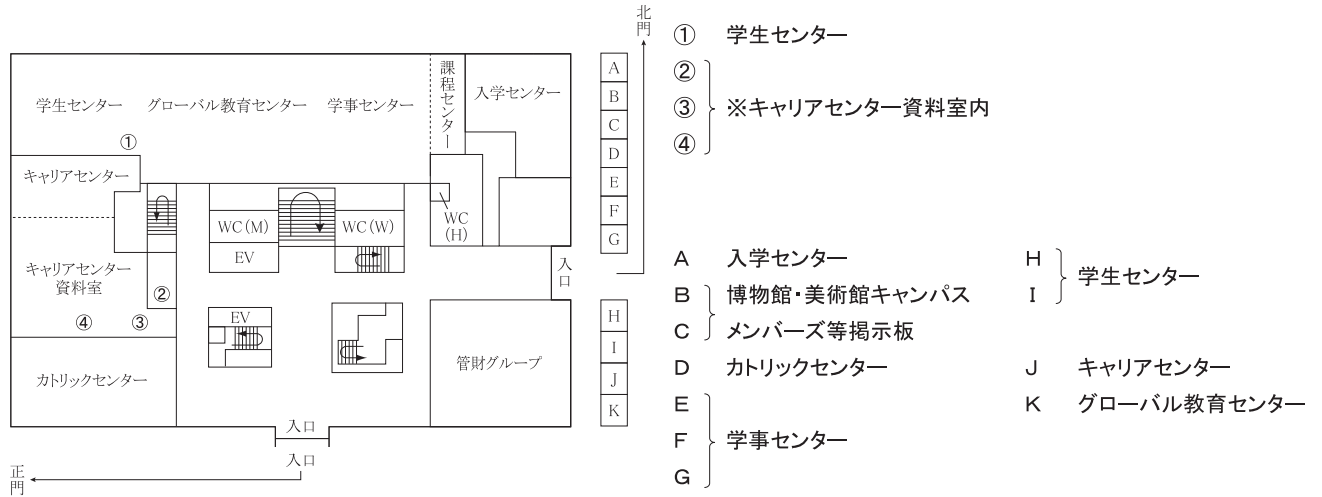 北門
学生センター
グローバル教育センター
学事センター
課程センター
入学センター
①
キャリアセンター
WC(M)
WC(W)
WC
(H)
EV
キャリアセンター
資料室
②
④
③
EV
カトリックセンター
管財グループ
入口
入口
入口
正門
A
B
C
D
E
F
G
H
I
J
K
① 学生センター
②
③ ※キャリアセンター資料室内
④
A 入学センター
B 博物館・美術館キャンパス
C メンバーズ等掲示板
D カトリックセンター
E
F 学事センター
G
H
I 学生センター
J キャリアセンター
K グローバル教育センター